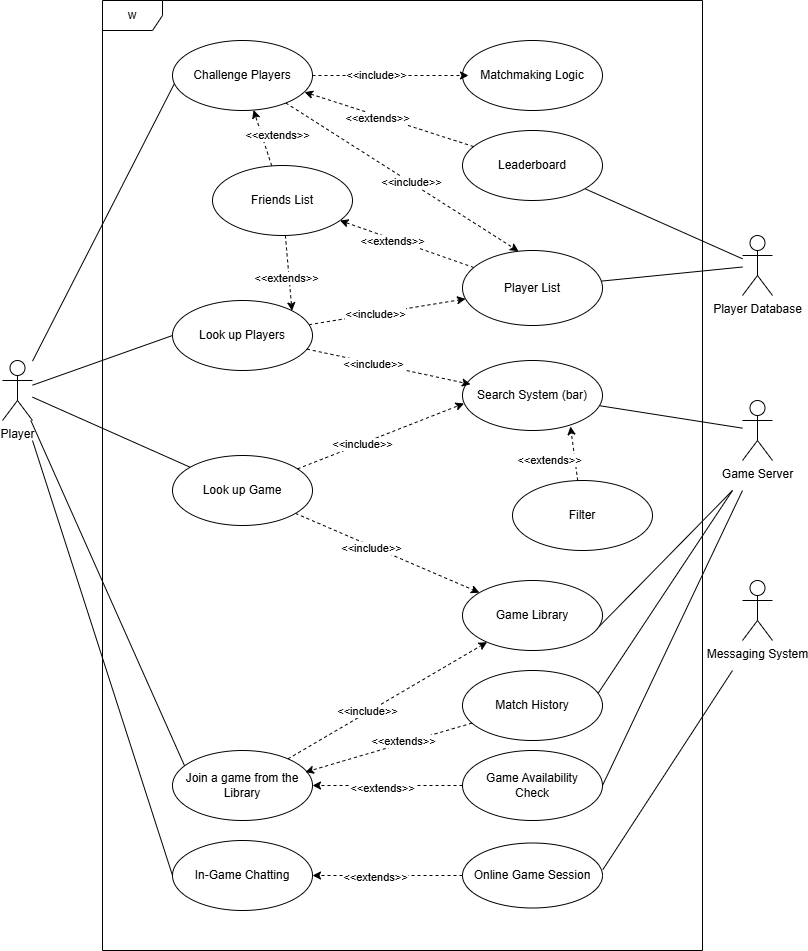 w
Challenge Players
<<include>>
Matchmaking Logic
<<extends>>
<<extends>>
Leaderboard
<<include>>
Friends List
<<extends>>
Player Database
<<extends>>
Player List
<<include>>
Look up Players
<<include>>
Search System (bar)
Player
<<include>>
<<extends>>
Game Server
Look up Game
Filter
<<include>>
Game Library
Messaging System
<<include>>
Match History
<<extends>>
Join a game from the
Library
<<extends>>
Game Availability
Check
In-Game Chatting
<<extends>>
Online Game Session